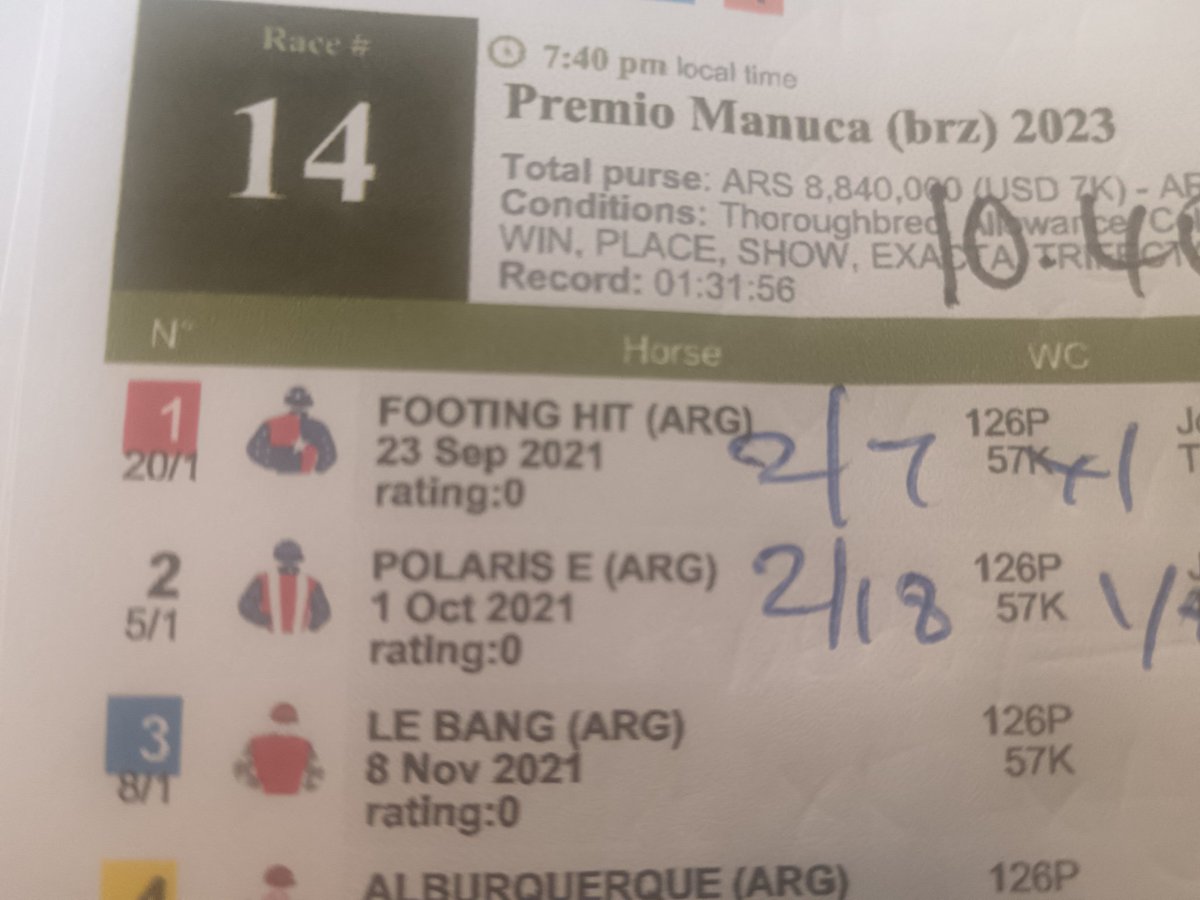 Race #
14
7:40 pm local time
Premio Manuca (brz) 2023
Total purse: ARS 8,840,000 (USD 7K) -
Conditions: Thoroughbred Allowance
WIN, PLACE, SHOW, EXACTA,
Record: 01:31:56
N° Horse WC
1 FOOTING HIT (ARG) 126P
20/1 23 Sep 2021 2/7 57K
rating:0
2 POLARIS E (ARG) 126P
5/1 1 Oct 2021 2/18 57K
rating:0
3 LE BANG (ARG) 126P
8/1 8 Nov 2021 57K
rating:0
4 ALBURQUERQUE (ARG) 126P